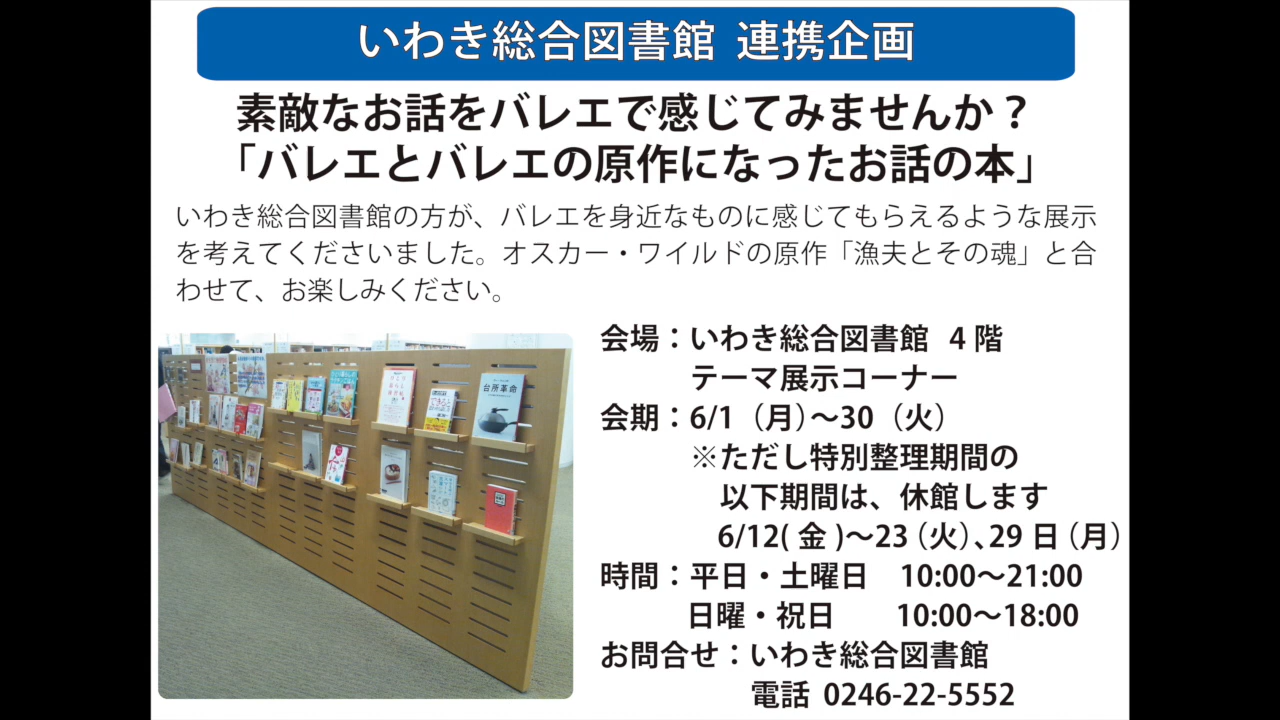 いわき総合図書館 連携企画
素敵なお話をバレエで感じてみませんか？
「バレエとバレエの原作になったお話の本」
いわき総合図書館の方が、バレエを身近なものに感じてもらえるような展示
を考えてくださいました。オスカー・ワイルドの原作「漁夫とその魂」と合
わせて、お楽しみください。
会場：いわき総合図書館 4階
テーマ展示コーナー
会期：6/1（月）～30（火）
※ただし特別整理期間の
以下期間は、休館します
6/12(金)～23（火）、29日（月）
時間：平日・土曜日 10:00～21:00
日曜・祝日 10:00～18:00
お問合せ：いわき総合図書館
電話 0246-22-5552
台所革命